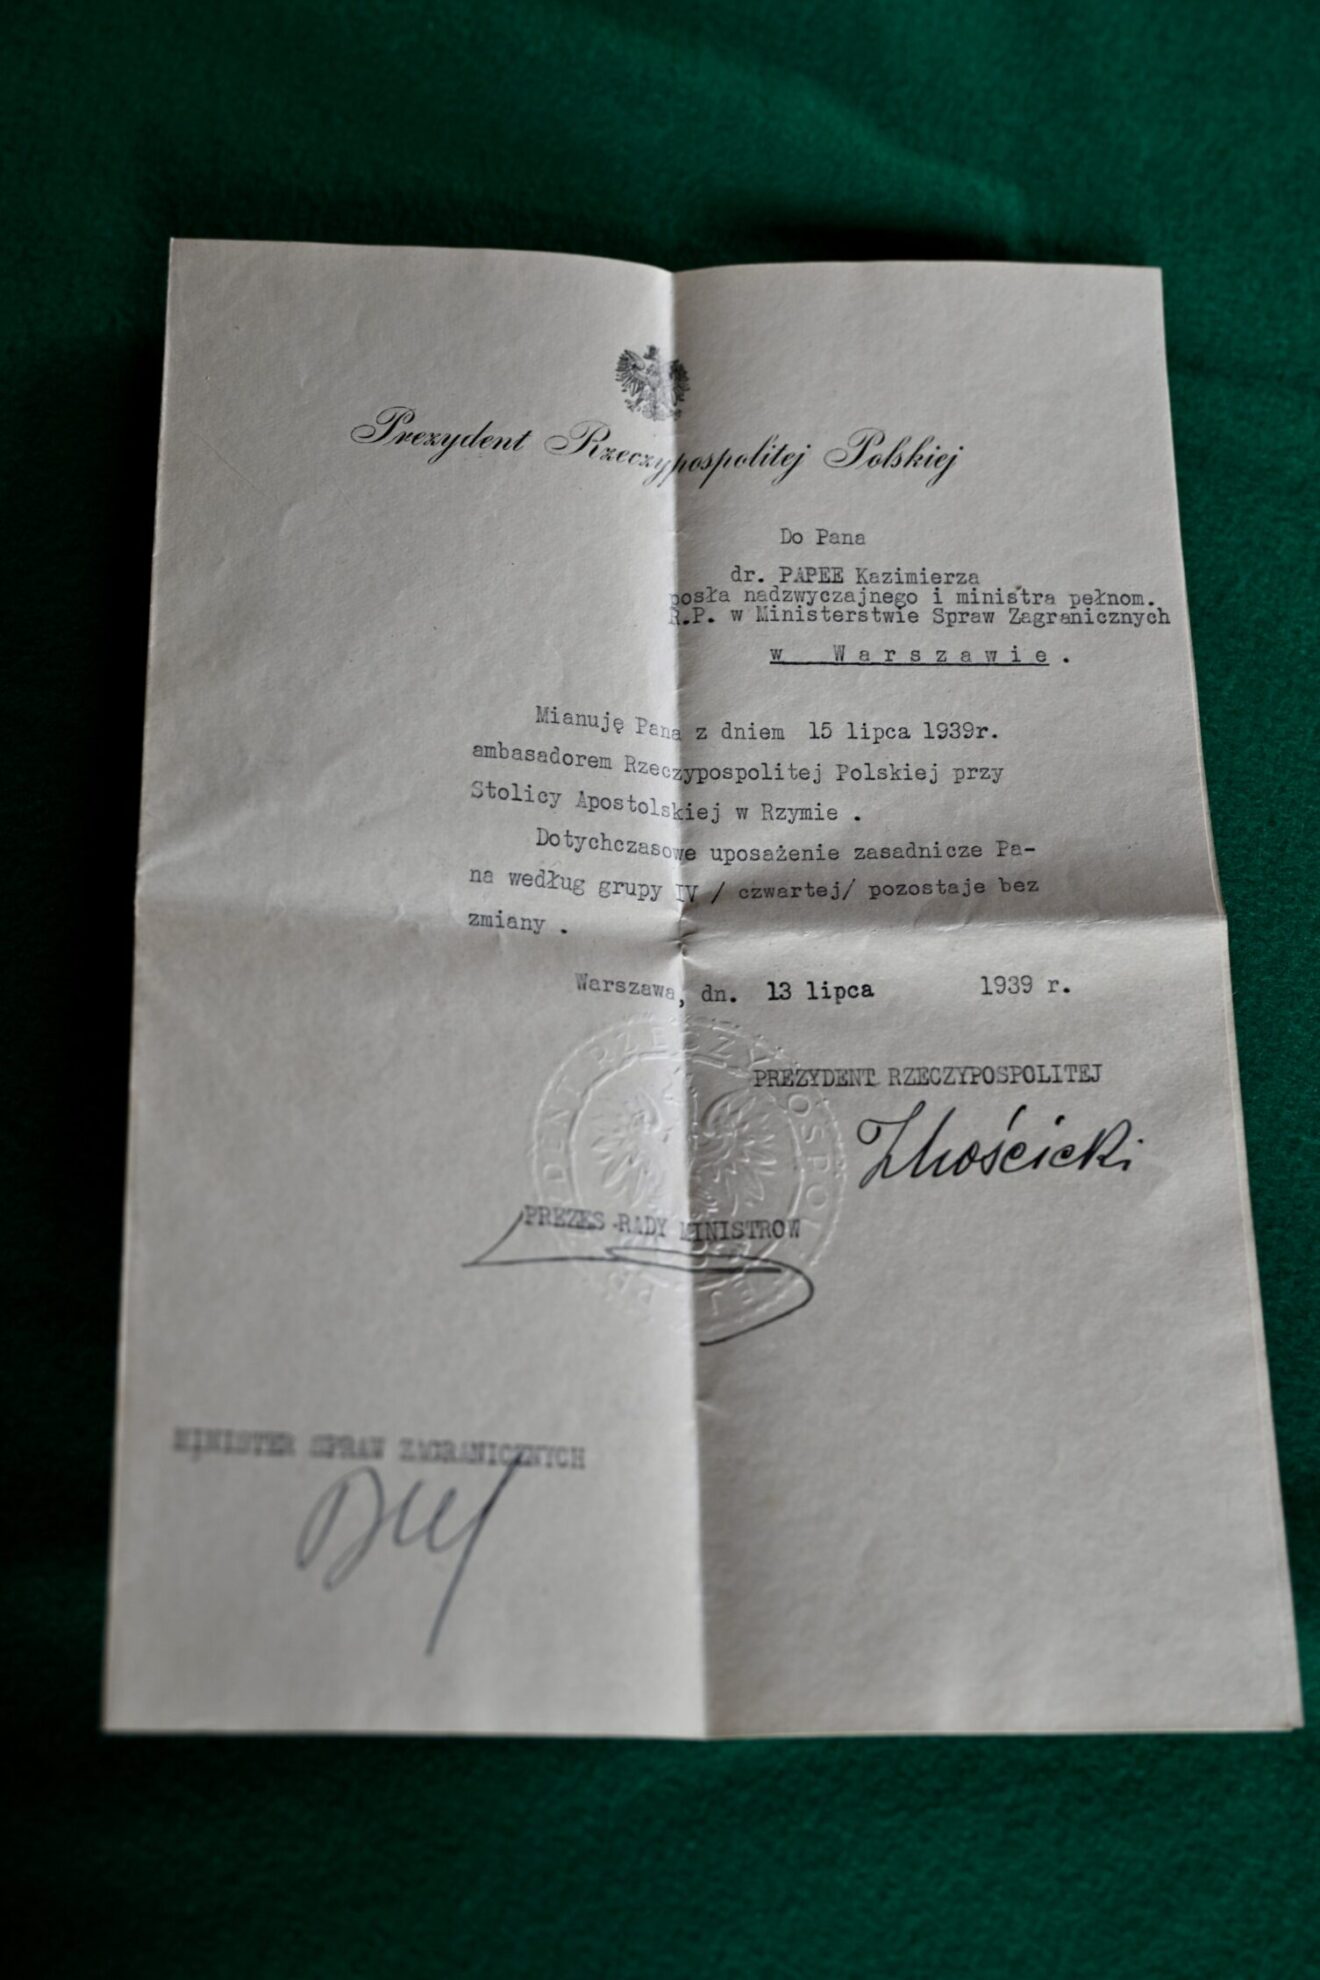 Prezydent Rzeczypospolitej Polskiej
Do Pana
dr. PAPEE Kazimierza
posła nadzwyczajnego i ministra pełnom.
R.P. w Ministerstwie Spraw Zagranicznych
w Warszawie .
Mianuję Pana z dniem 15 lipca 1939r.
ambasadorem Rzeczypospolitej Polskiej przy
Stolicy Apostolskiej w Rzymie .
Dotychczasowe uposażenie zasadnicze Pa-
na według grupy IV / czwartej/ pozostaje bez
zmiany .
Warszawa, dn. 13 lipca 1939 r.
PREZYDENT RZECZYPOSPOLITEJ
IMościcki
PREZES RADY MINISTROW
MINISTER SPRAW ZAGRANICZNYCH